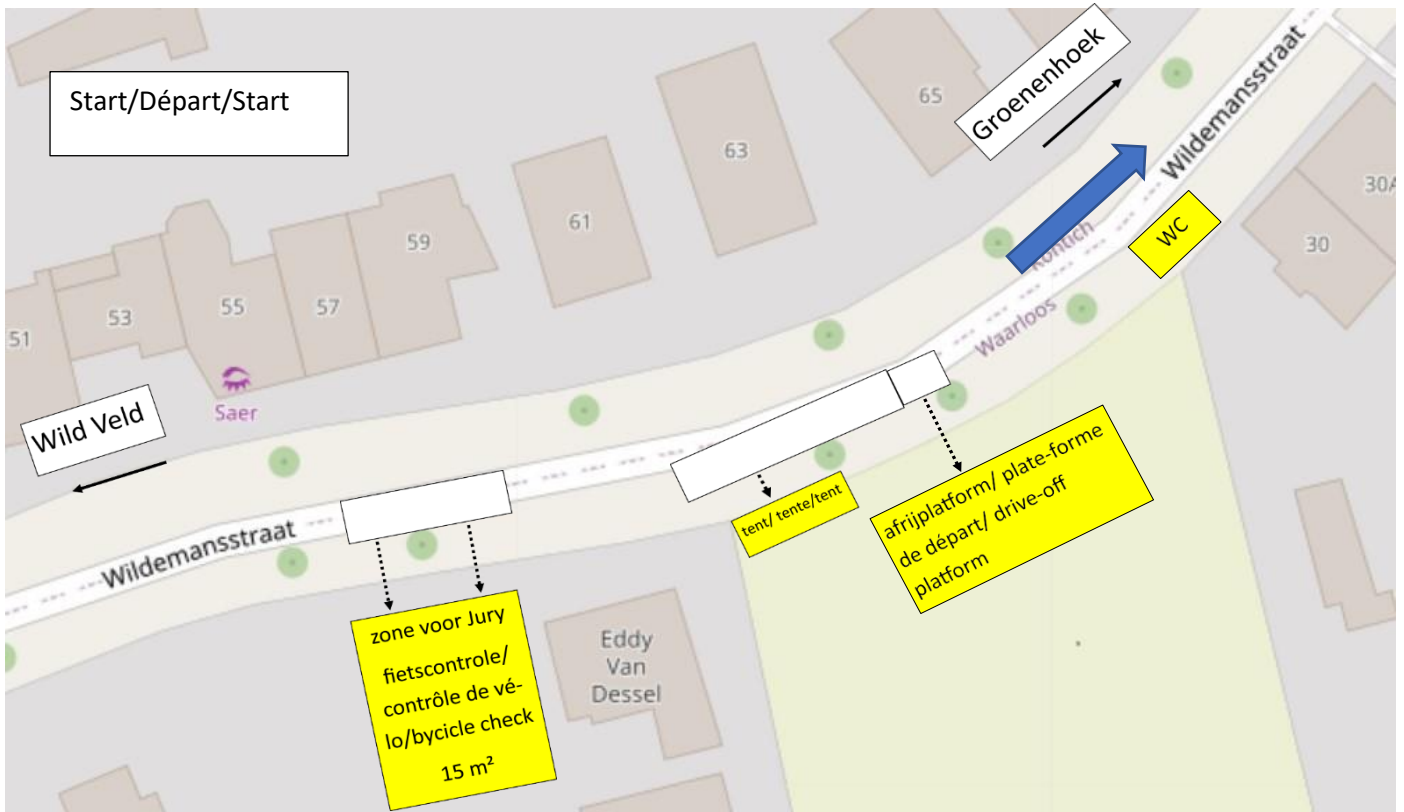 Start/Départ/Start
Groenenhoek
Wildemansstraat
65
63
61
59
57
55
53
51
30A
30
WC
Kontich
Waarloos
Saer
Wild Veld
Wildemansstraat
tent/ tente/tent
afrijplatform/ plate-forme
de départ/ drive-off
platform
zone voor Jury
fietscontrole/
contrôle de vé-
lo/bycicle check
15 m²
Eddy
Van
Dessel